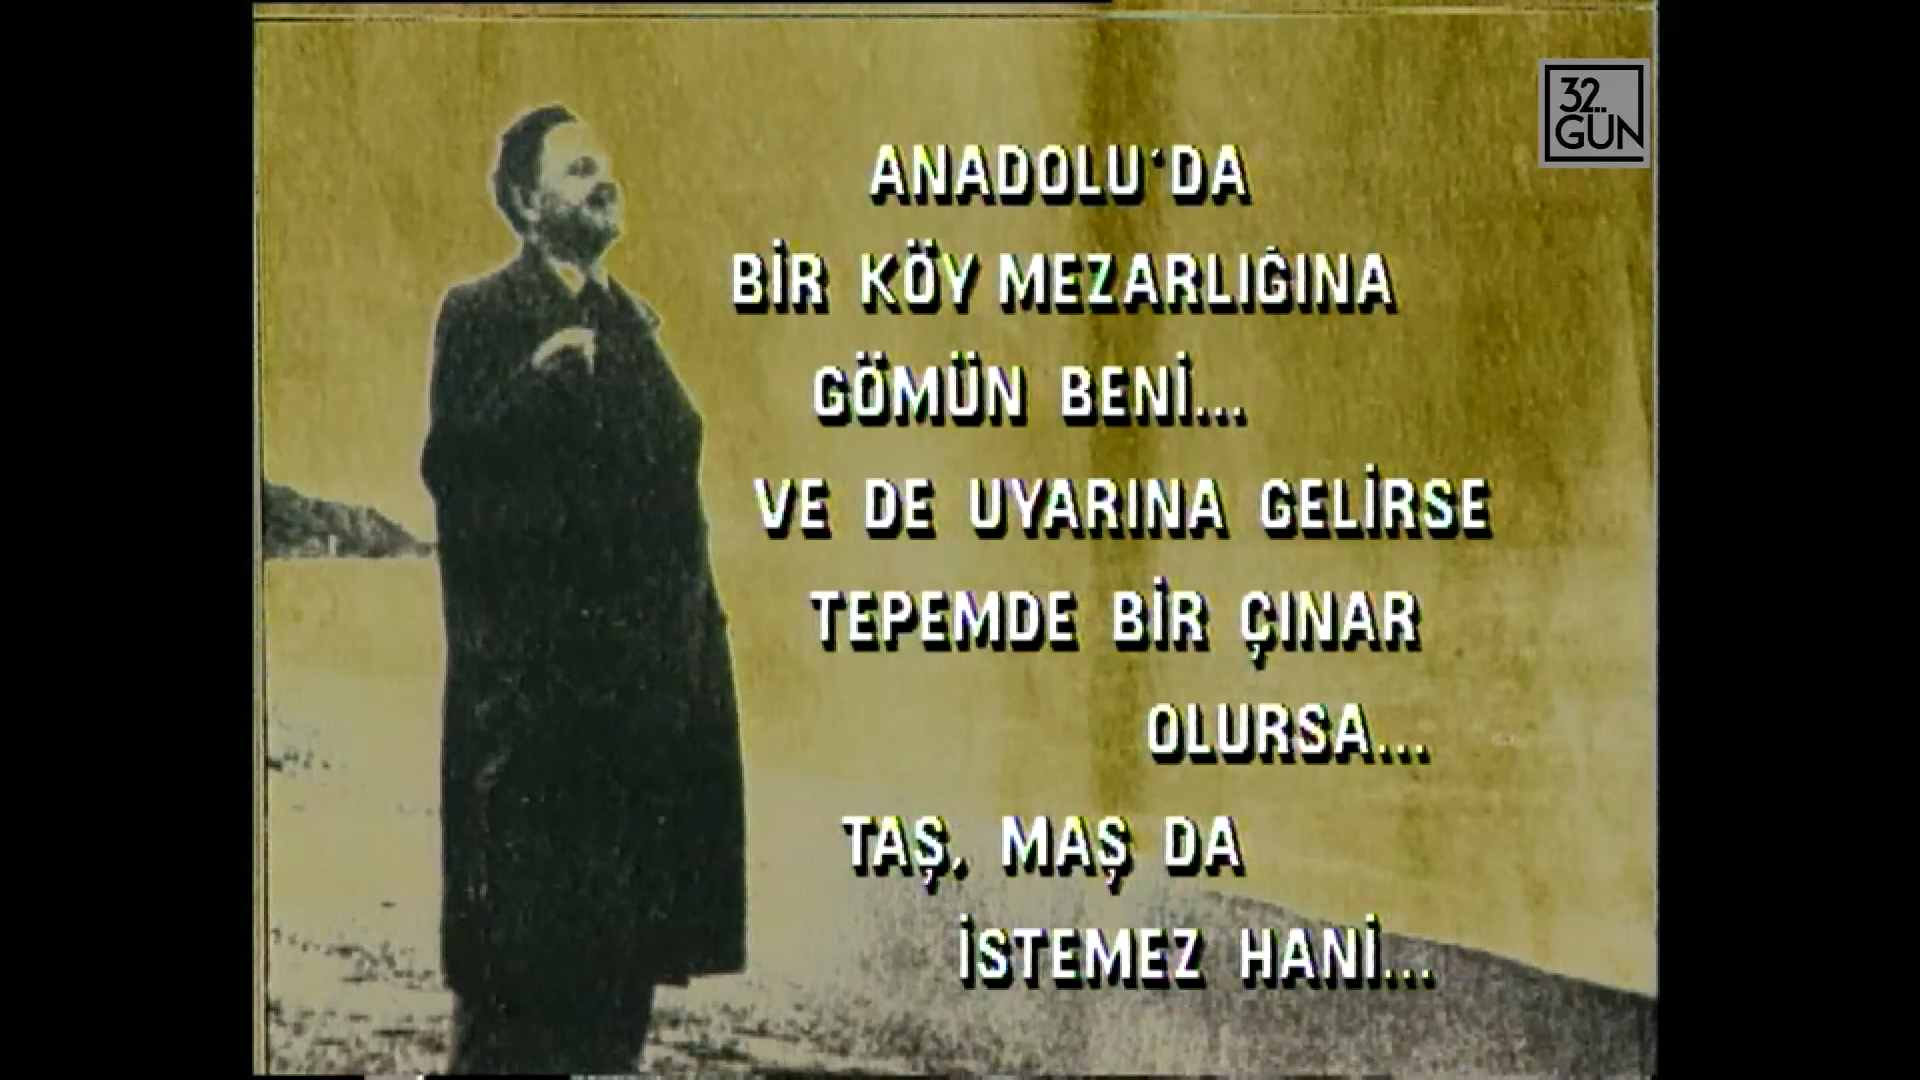 32.
GÜN
ANADOLU'DA
BİR KÖY MEZARLIĞINA
GÖMÜN BENİ...
VE DE UYARINA GELİRSE
TEPEMDE BİR ÇINAR
OLURSA...
TAŞ, MAŞ DA
İSTEMEZ HANİ...